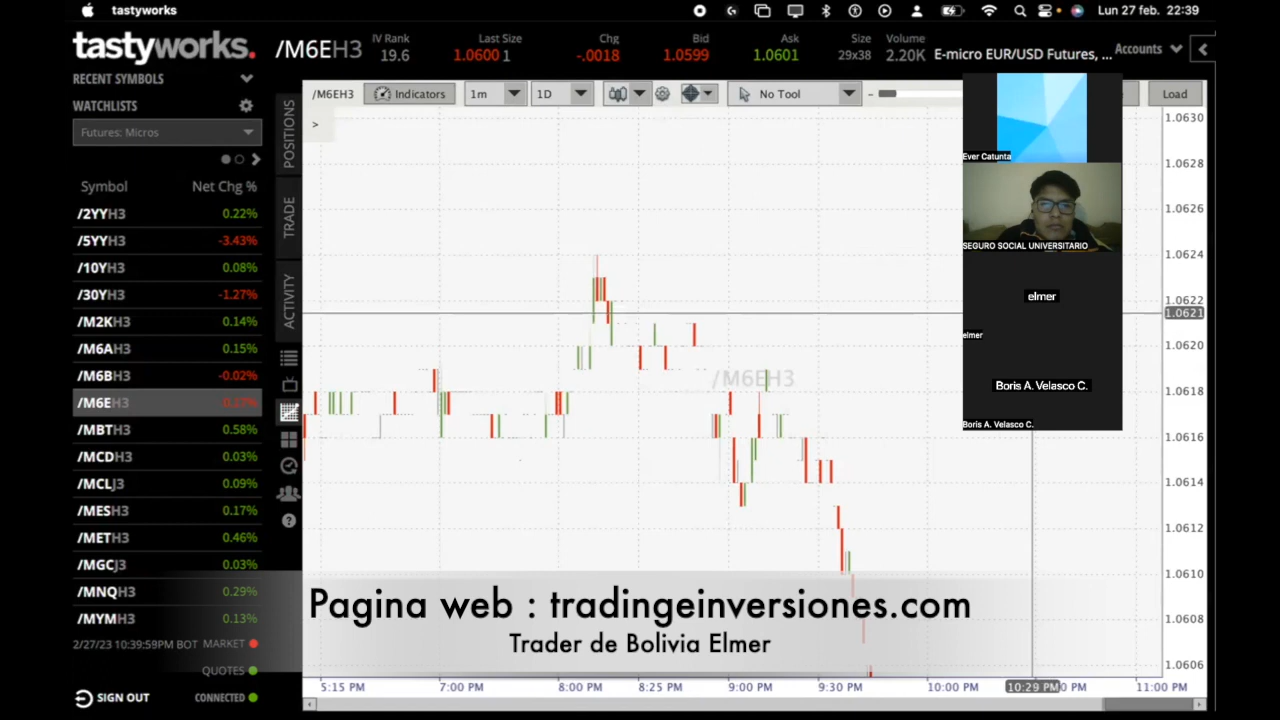 tastyworks
Lun 27 feb. 22:39
tastyworks.
/M6EH3
IV Rank
19.6
Last Size
1.0600 1
Chg
-.0018
Bid
1.0599
Ask
1.0601
Size
29x38
Volume
2.20K
E-micro EUR/USD Futures, ...
Accounts
RECENT SYMBOLS
WATCHLISTS
Futures: Micros
Symbol Net Chg %
/2YYH3 0.22%
/5YYH3 -3.43%
/10YH3 0.08%
/30YH3 -1.27%
/M2KH3 0.14%
/M6AH3 0.15%
/M6BH3 -0.02%
/M6EH3
/MBTH3 0.58%
/MCDH3 0.03%
/MCLJ3 0.09%
/MESH3 0.17%
/METH3 0.46%
/MGCJ3 0.03%
/MNQH3 0.29%
/MYMH3 0.13%
2/27/23 10:39:59PM BOT MARKET
QUOTES
SIGN OUT CONNECTED
POSITIONS
TRADE
ACTIVITY
/M6EH3 Indicators 1m 1D No Tool Load
>
/M6EH3
1.0630
1.0628
1.0626
1.0624
1.0622
1.0621
1.0620
1.0618
1.0616
1.0614
1.0612
1.0610
1.0608
1.0606
Ever Catunta
SEGURO SOCIAL UNIVERSITARIO
elmer
elmer
Boris A. Velasco C.
Boris A. Velasco C.
Pagina web : tradingeinversiones.com
Trader de Bolivia Elmer
5:15 PM 7:00 PM 8:00 PM 8:25 PM 9:00 PM 9:30 PM 10:00 PM 10:29 PM 0 PM 11:00 PM